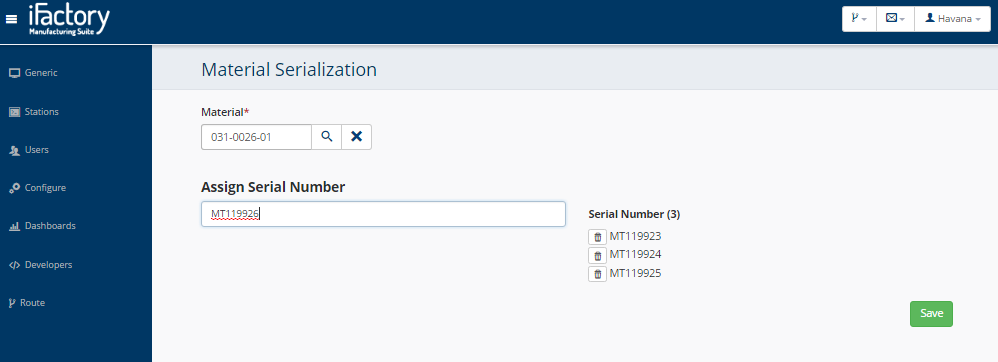 iFactory
Manufacturing Suite
Havana
Generic
Stations
Users
Configure
Dashboards
Developers
Route
Material Serialization
Material*
031-0026-01
Assign Serial Number
MT119926
Serial Number (3)
MT119923
MT119924
MT119925
Save